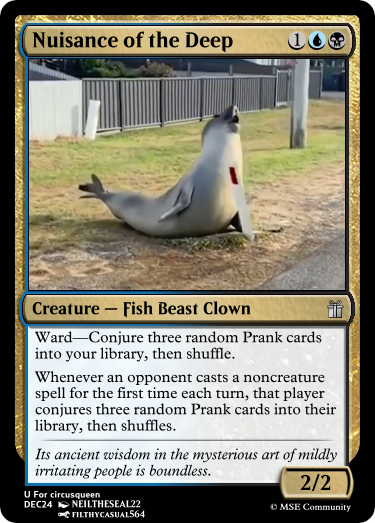 Nuisance of the Deep 1
Creature — Fish Beast Clown
Ward—Conjure three random Prank cards
into your library, then shuffle.
Whenever an opponent casts a noncreature
spell for the first time each turn, that player
conjures three random Prank cards into their
library, then shuffles.
Its ancient wisdom in the mysterious art of mildly
irritating people is boundless.
2/2
U For circusqueen
DEC24 NEILTHESEAL22
FILTHYCASUAL564
© MSE Community